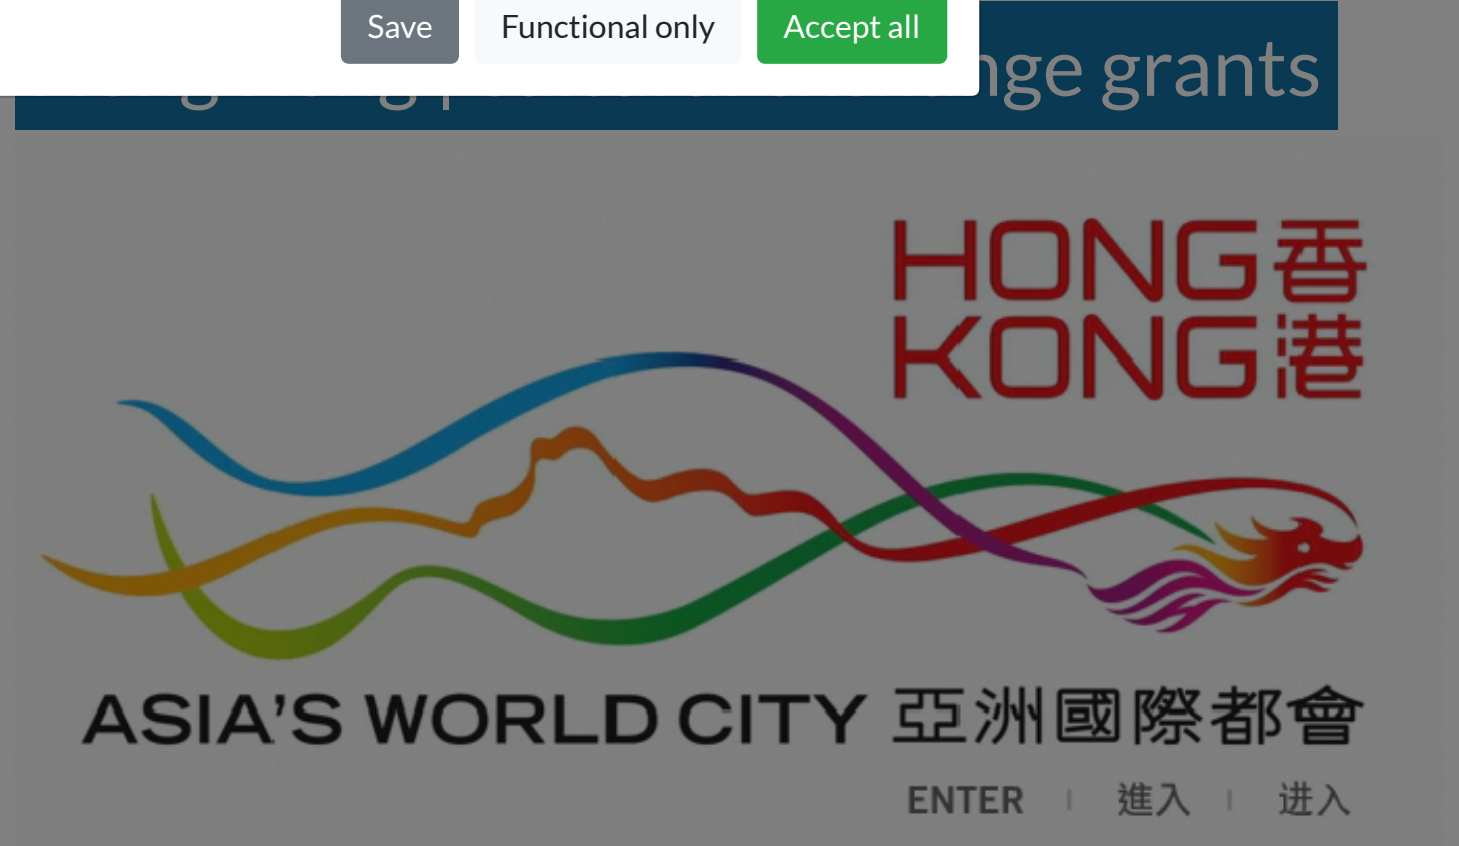 Save Functional only Accept all
nge grants
HONG 香
KONG 港
ASIA'S WORLD CITY 亞洲國際都會
ENTER | 進入 | 进入